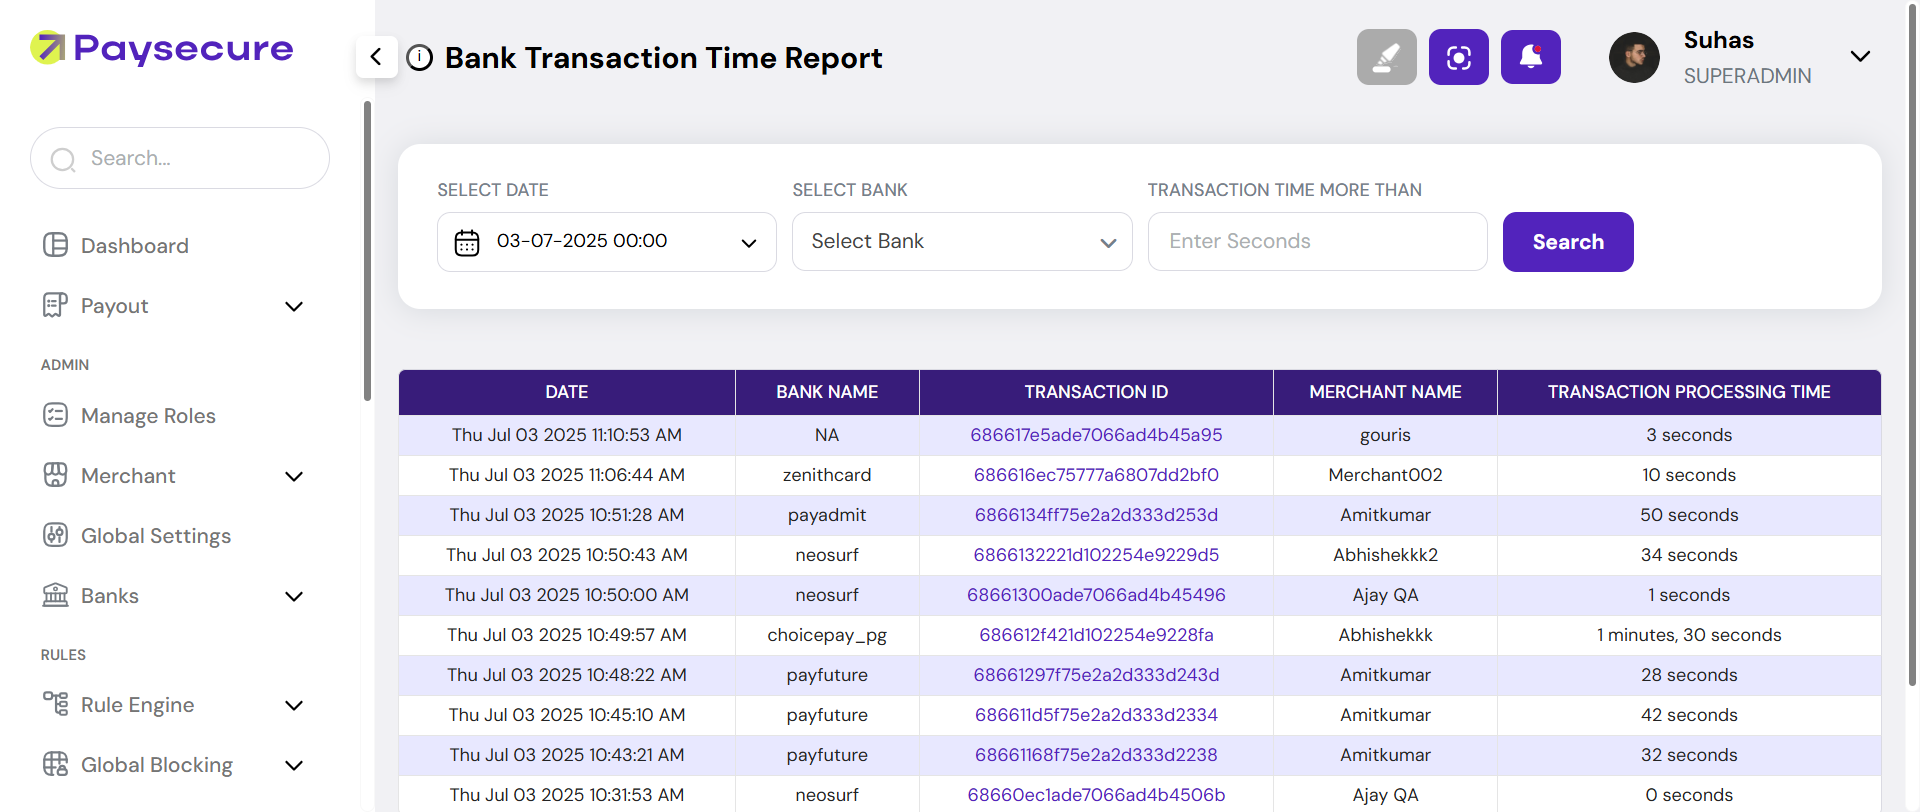 Paysecure
Search...
Dashboard
Payout
ADMIN
Manage Roles
Merchant
Global Settings
Banks
RULES
Rule Engine
Global Blocking
Bank Transaction Time Report
Suhas
SUPERADMIN
SELECT DATE
03-07-2025 00:00
SELECT BANK
Select Bank
TRANSACTION TIME MORE THAN
Enter Seconds
Search
DATE BANK NAME TRANSACTION ID MERCHANT NAME TRANSACTION PROCESSING TIME
Thu Jul 03 2025 11:10:53 AM NA 686617e5ade7066ad4b45a95 gouris 3 seconds
Thu Jul 03 2025 11:06:44 AM zenithcard 686616ec75777a6807dd2bf0 Merchant002 10 seconds
Thu Jul 03 2025 10:51:28 AM payadmit 6866134ff75e2a2d333d253d Amitkumar 50 seconds
Thu Jul 03 2025 10:50:43 AM neosurf 6866132221d102254e9229d5 Abhishekkk2 34 seconds
Thu Jul 03 2025 10:50:00 AM neosurf 68661300ade7066ad4b45496 Ajay QA 1 seconds
Thu Jul 03 2025 10:49:57 AM choicepay_pg 686612f421d102254e9228fa Abhishekkk 1 minutes, 30 seconds
Thu Jul 03 2025 10:48:22 AM payfuture 68661297f75e2a2d333d243d Amitkumar 28 seconds
Thu Jul 03 2025 10:45:10 AM payfuture 686611d5f75e2a2d333d2334 Amitkumar 42 seconds
Thu Jul 03 2025 10:43:21 AM payfuture 68661168f75e2a2d333d2238 Amitkumar 32 seconds
Thu Jul 03 2025 10:31:53 AM neosurf 68660ec1ade7066ad4b4506b Ajay QA 0 seconds